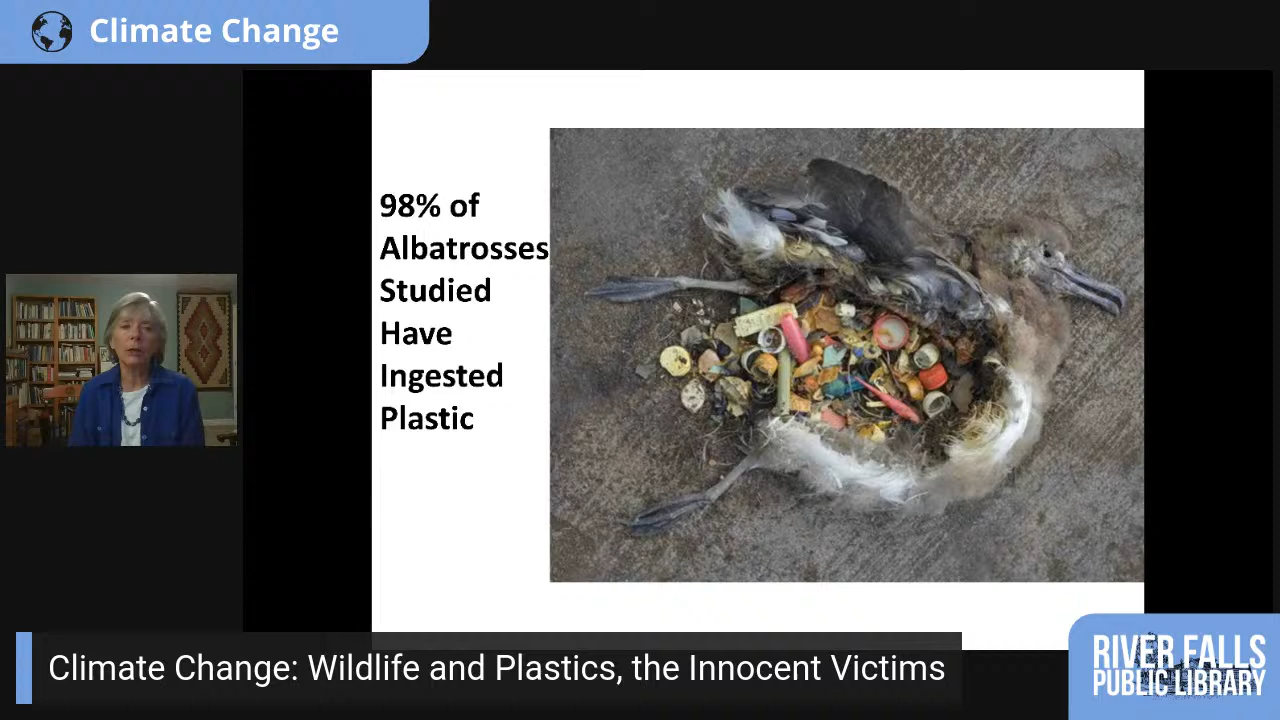 Climate Change
98% of
Albatrosses
Studied
Have
Ingested
Plastic
Climate Change: Wildlife and Plastics, the Innocent Victims
RIVER FALLS
PUBLIC LIBRARY